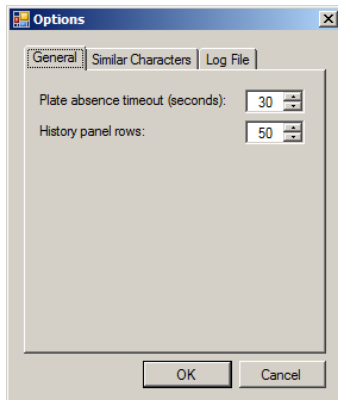 Options
General Similar Characters Log File
Plate absence timeout (seconds): 30
History panel rows: 50
OK Cancel